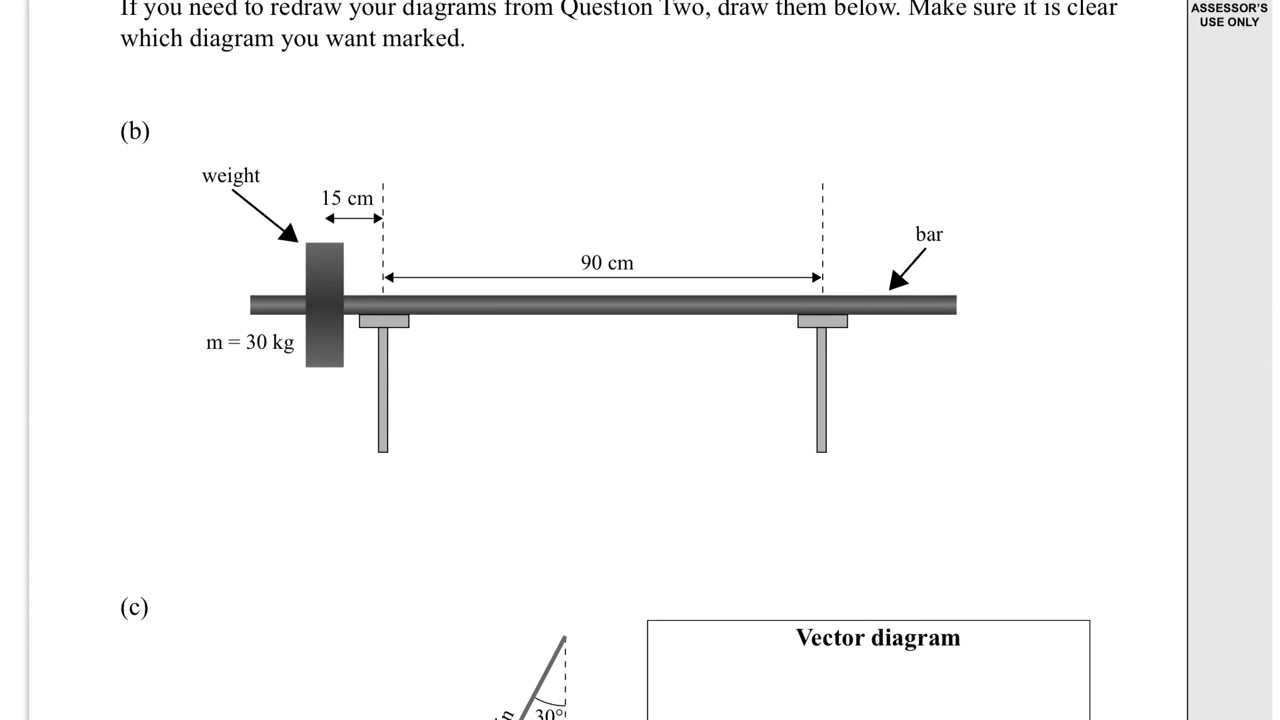 If you need to redraw your diagrams from Question Two, draw them below. Make sure it is clear
which diagram you want marked.
ASSESSOR'S
USE ONLY
(b)
weight
15 cm
bar
90 cm
m = 30 kg
(c)
Vector diagram
30°